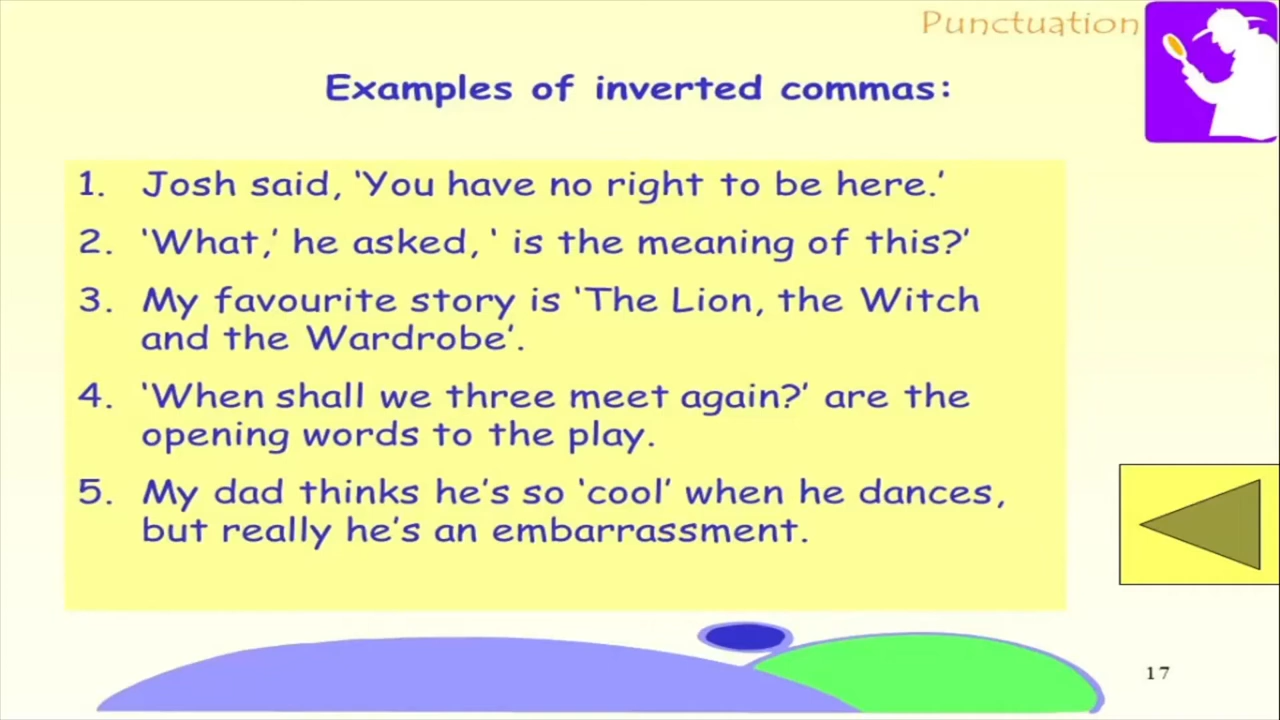 Punctuation
Examples of inverted commas:
1. Josh said, ‘You have no right to be here.’
2. ‘What,’ he asked, ‘ is the meaning of this?’
3. My favourite story is ‘The Lion, the Witch
and the Wardrobe’.
4. ‘When shall we three meet again?’ are the
opening words to the play.
5. My dad thinks he’s so ‘cool’ when he dances,
but really he’s an embarrassment.
17